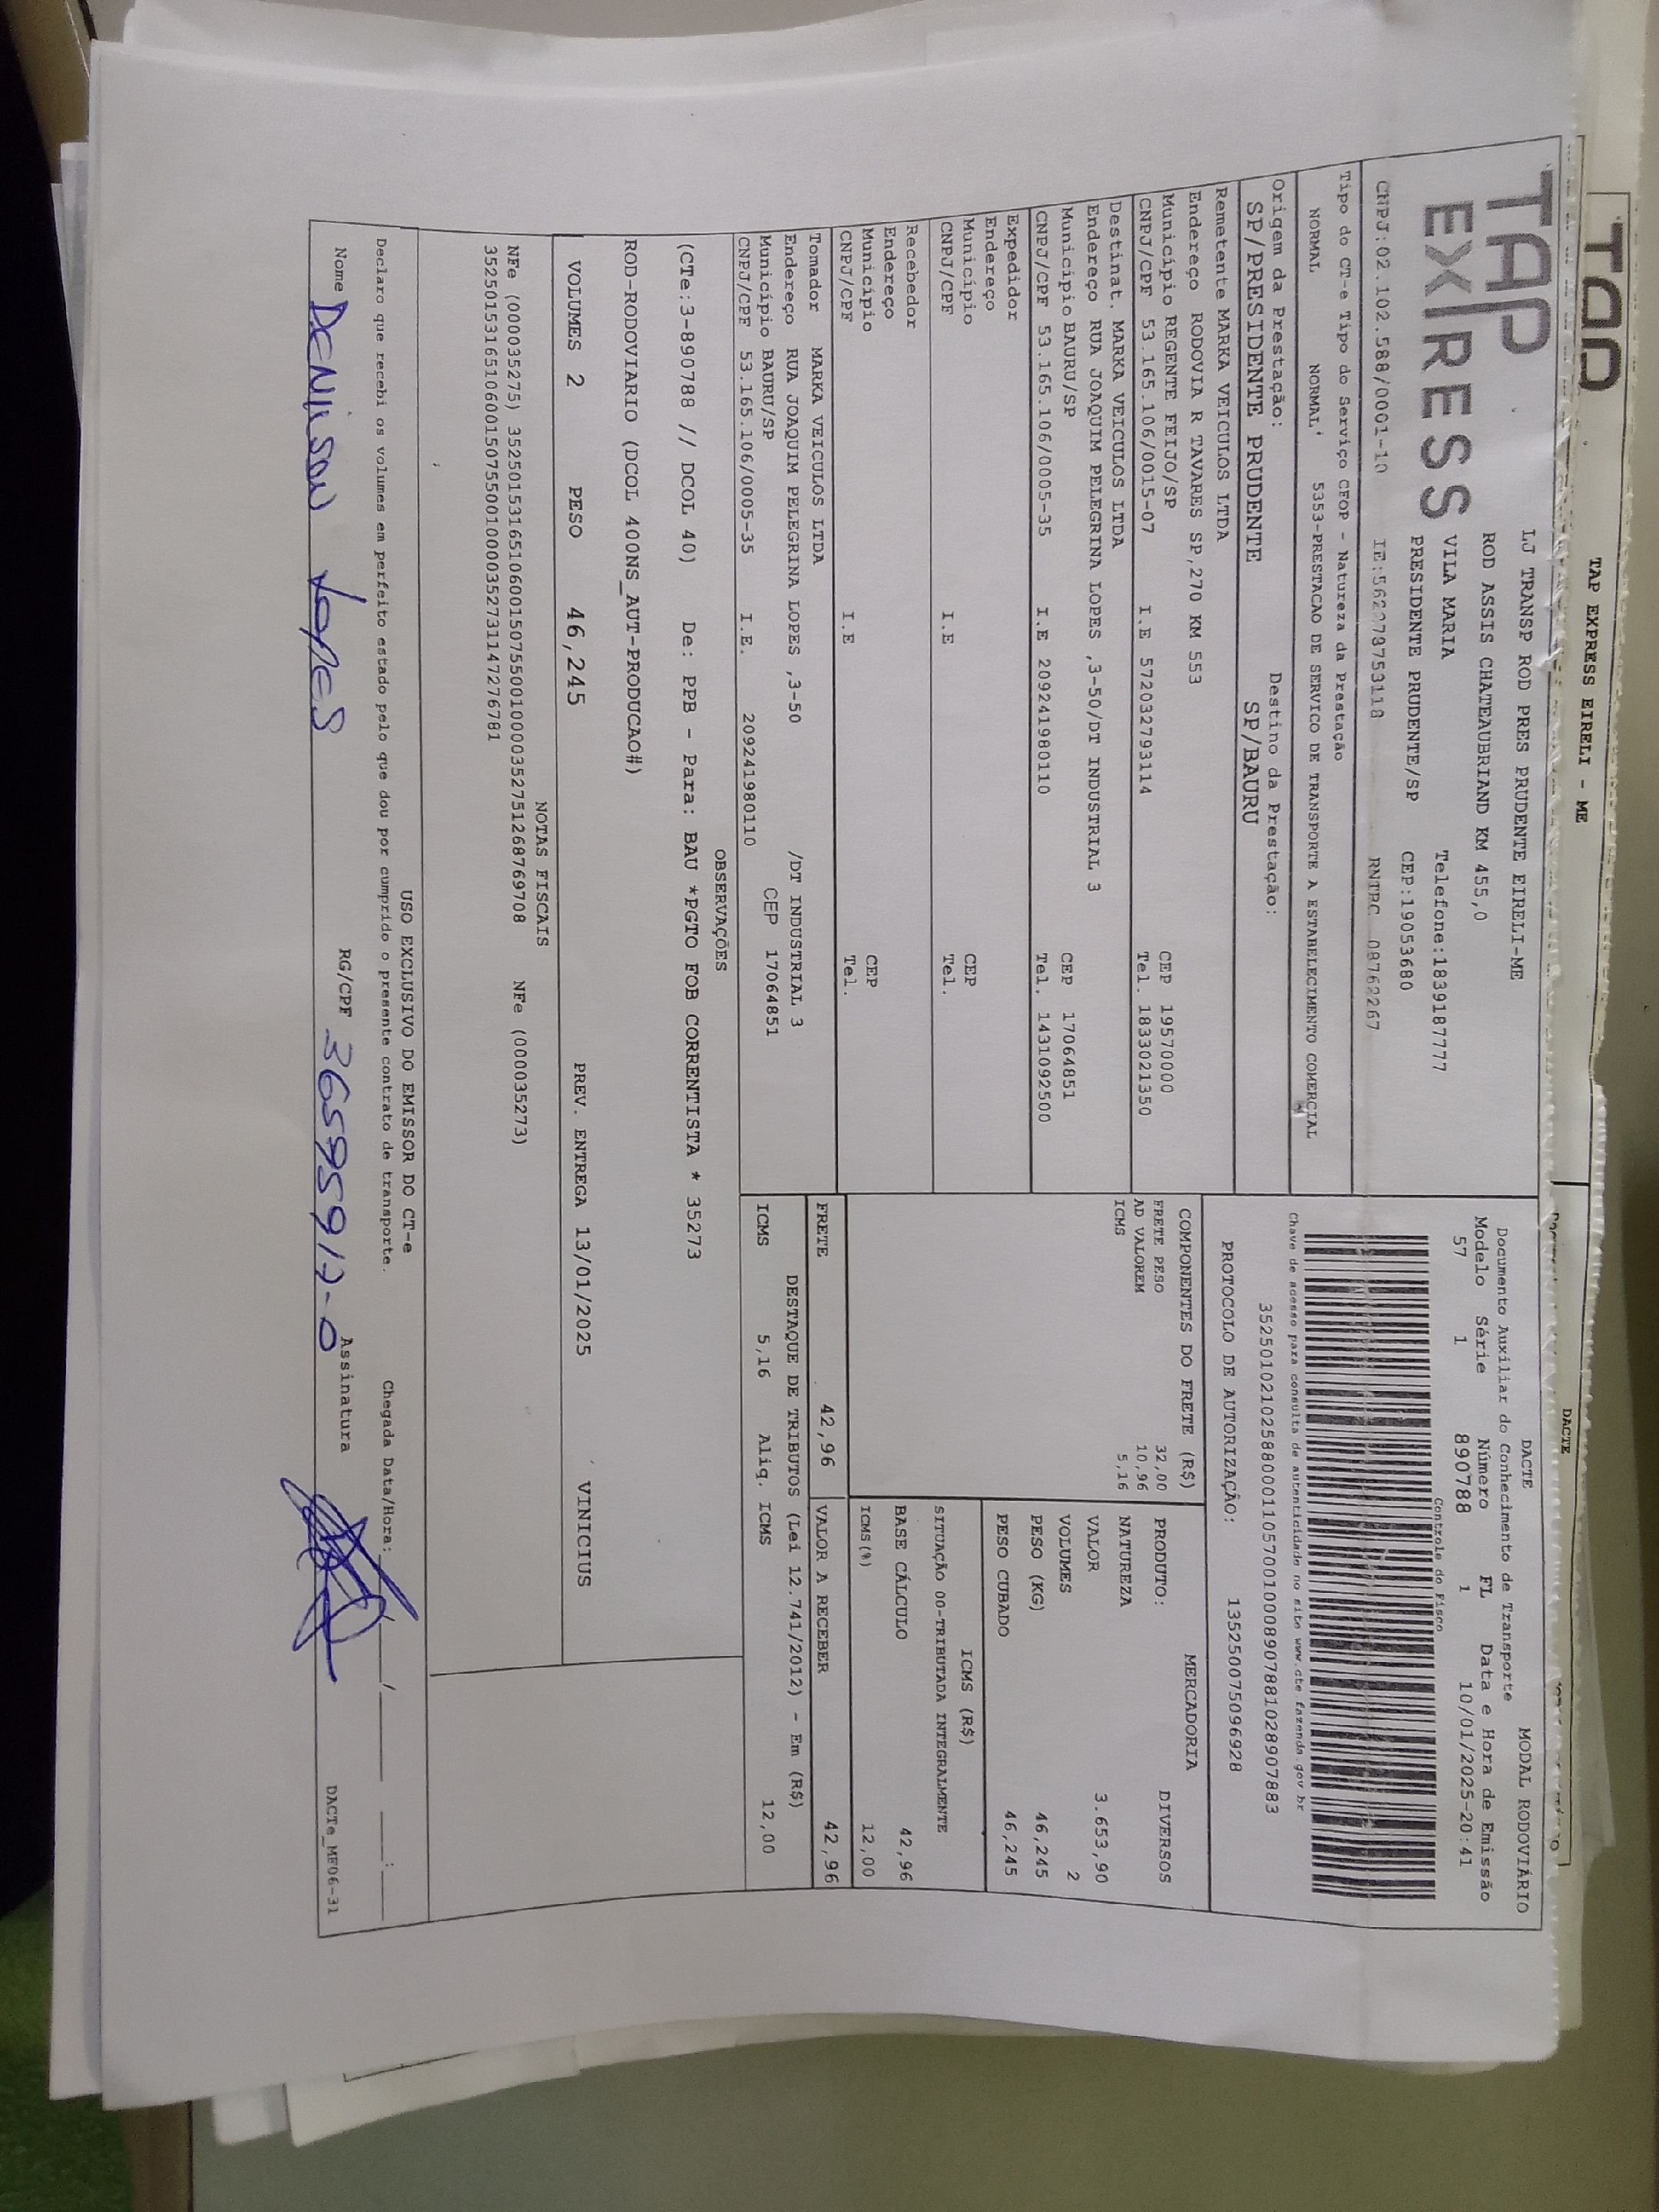 TAP
TAP EXPRESS EIRELI - ME
DACTE
TAP
EXPRESS
LJ TRANSP ROD PRES PRUDENTE EIRELI-ME
ROD ASSIS CHATEAUBRIAND KM 455,0
VILA MARIA Telefone:1839187777
PRESIDENTE PRUDENTE/SP CEP:19053680
CNPJ:02.102.588/0001-10 IE:562278753118 RNTRC 08762267
DACTE MODAL RODOVIÁRIO
Documento Auxiliar do Conhecimento de Transporte
Modelo Série Número FL Data e Hora de Emissão
57 1 890788 1 10/01/2025-20:41
Controle do Fisco
Chave de acesso para consulta de autenticidade no site www.cte fazenda.gov.br
35250102102588000110570010008907881028907883
PROTOCOLO DE AUTORIZAÇÃO: 135250075096928
Tipo do CT-e Tipo do Serviço CFOP - Natureza da Prestação
NORMAL NORMAL 5353-PRESTACAO DE SERVICO DE TRANSPORTE A ESTABELECIMENTO COMERCIAL
Origem da Prestação: Destino da Prestação:
SP/PRESIDENTE PRUDENTE SP/BAURU
Remetente MARKA VEICULOS LTDA
Endereço RODOVIA R TAVARES SP,270 KM 553
Município REGENTE FEIJO/SP CEP 19570000
CNPJ/CPF 53.165.106/0015-07 I.E 572032793114 Tel. 1833021350
Destinat. MARKA VEICULOS LTDA
Endereço RUA JOAQUIM PELEGRINA LOPES ,3-50/DT INDUSTRIAL 3
Município BAURU/SP CEP 17064851
CNPJ/CPF 53.165.106/0005-35 I.E 209241980110 Tel. 1431092500
Expedidor
Endereço
Município CEP
CNPJ/CPF I.E Tel.
Recebedor
Endereço
Município CEP
CNPJ/CPF I.E Tel.
Tomador MARKA VEICULOS LTDA
Endereço RUA JOAQUIM PELEGRINA LOPES ,3-50 /DT INDUSTRIAL 3
Município BAURU/SP CEP 17064851
CNPJ/CPF 53.165.106/0005-35 I.E. 209241980110
COMPONENTES DO FRETE (R$)
FRETE PESO 32,00
AD VALOREM 10,96
ICMS 5,16
MERCADORIA
PRODUTO: DIVERSOS
NATUREZA
VALOR 3.653,90
VOLUMES 2
PESO (KG) 46,245
PESO CUBADO 46,245
ICMS (R$)
SITUAÇÃO 00-TRIBUTADA INTEGRALMENTE
BASE CÁLCULO 42,96
ICMS(%) 12,00
FRETE 42,96 VALOR A RECEBER 42,96
DESTAQUE DE TRIBUTOS (Lei 12.741/2012) - Em (R$)
ICMS 5,16 Aliq. ICMS 12,00
OBSERVAÇÕES
(CTe:3-890788 // DCOL 40) De: PPB - Para: BAU *PGTO FOB CORRENTISTA * 35273
ROD-RODOVIARIO (DCOL 400NS_AUT-PRODUCAO#)
VOLUMES 2 PESO 46,245 PREV. ENTREGA 13/01/2025 VINICIUS
NOTAS FISCAIS
NFe (000035275) 35250153165106001507550010000352751268769708 NFe (000035273)
35250153165106001507550010000352731147276781
USO EXCLUSIVO DO EMISSOR DO CT-e
Declaro que recebi os volumes em perfeito estado pelo que dou por cumprido o presente contrato de transporte. Chegada Data/Hora: / / :
Nome Denilson Lopes RG/CPF Assinatura
DACTe_MF06-31